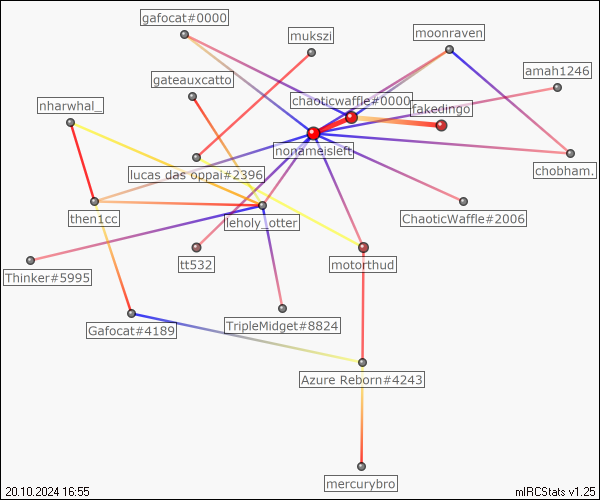 gafocat#0000
mukszi
moonraven
gateauxcatto
amah1246
chaoticwaffle#0000
nharwhal_
fakedingo
nonameisleft
lucas_das oppai#2396
chobham.
then1cc
leholy_otter
ChaoticWaffle#2006
Thinker#5995
tt532
motorthud
Gafocat#4189
TripleMidget#8824
Azure Reborn#4243
mercurybro
20.10.2024 16:55
mIRCStats v1.25